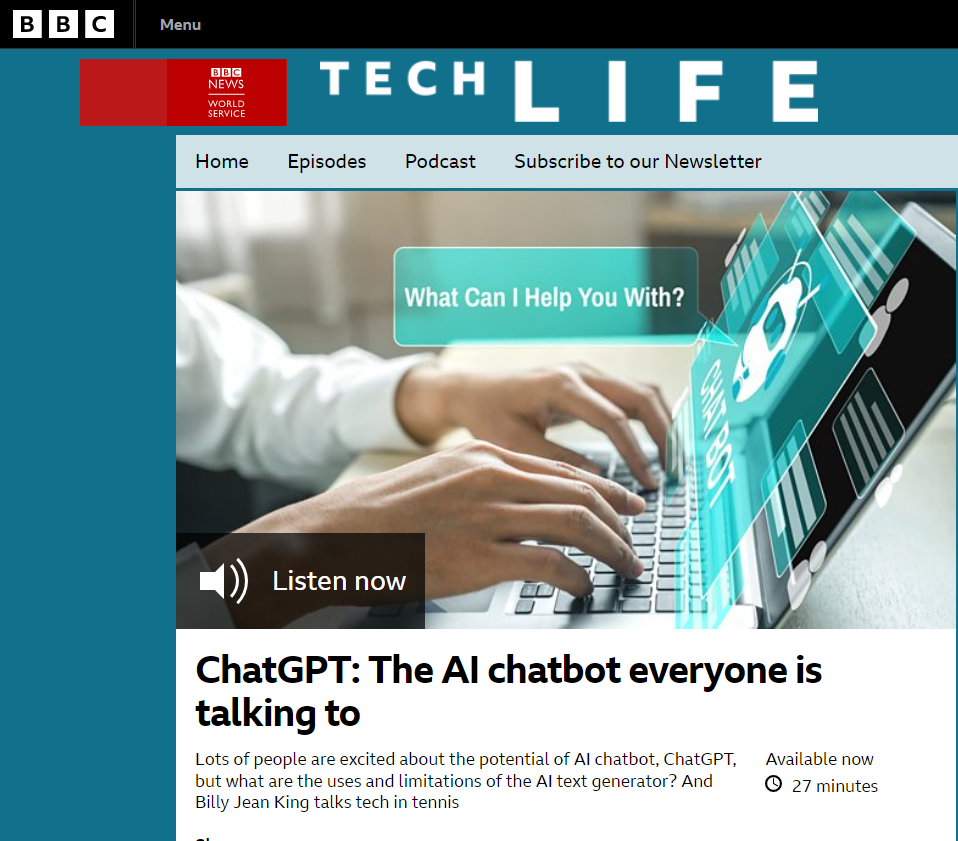 BBC
Menu
BBC
NEWS
WORLD
SERVICE
TECH LIFE
Home Episodes Podcast Subscribe to our Newsletter
What Can I Help You With?
CHATBOT
Listen now
ChatGPT: The AI chatbot everyone is
talking to
Lots of people are excited about the potential of AI chatbot, ChatGPT,
but what are the uses and limitations of the AI text generator? And
Billy Jean King talks tech in tennis
Available now
27 minutes